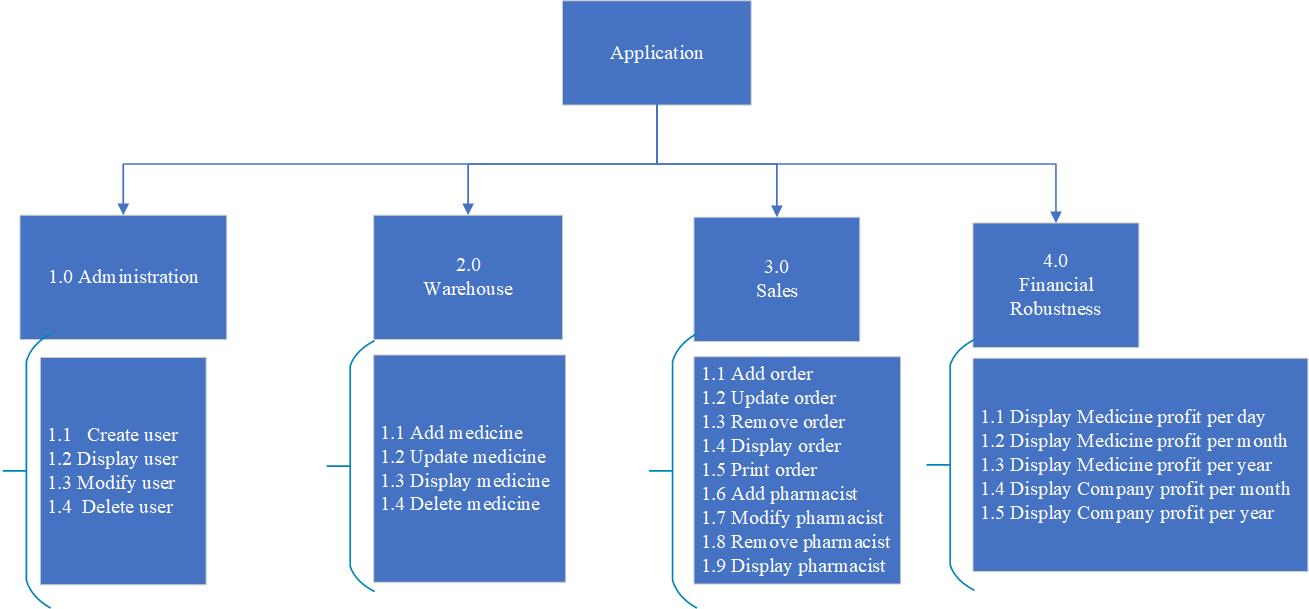 Application
1.0 Administration
2.0
Warehouse
3.0
Sales
4.0
Financial
Robustness
1.1 Create user
1.2 Display user
1.3 Modify user
1.4 Delete user
1.1 Add medicine
1.2 Update medicine
1.3 Display medicine
1.4 Delete medicine
1.1 Add order
1.2 Update order
1.3 Remove order
1.4 Display order
1.5 Print order
1.6 Add pharmacist
1.7 Modify pharmacist
1.8 Remove pharmacist
1.9 Display pharmacist
1.1 Display Medicine profit per day
1.2 Display Medicine profit per month
1.3 Display Medicine profit per year
1.4 Display Company profit per month
1.5 Display Company profit per year